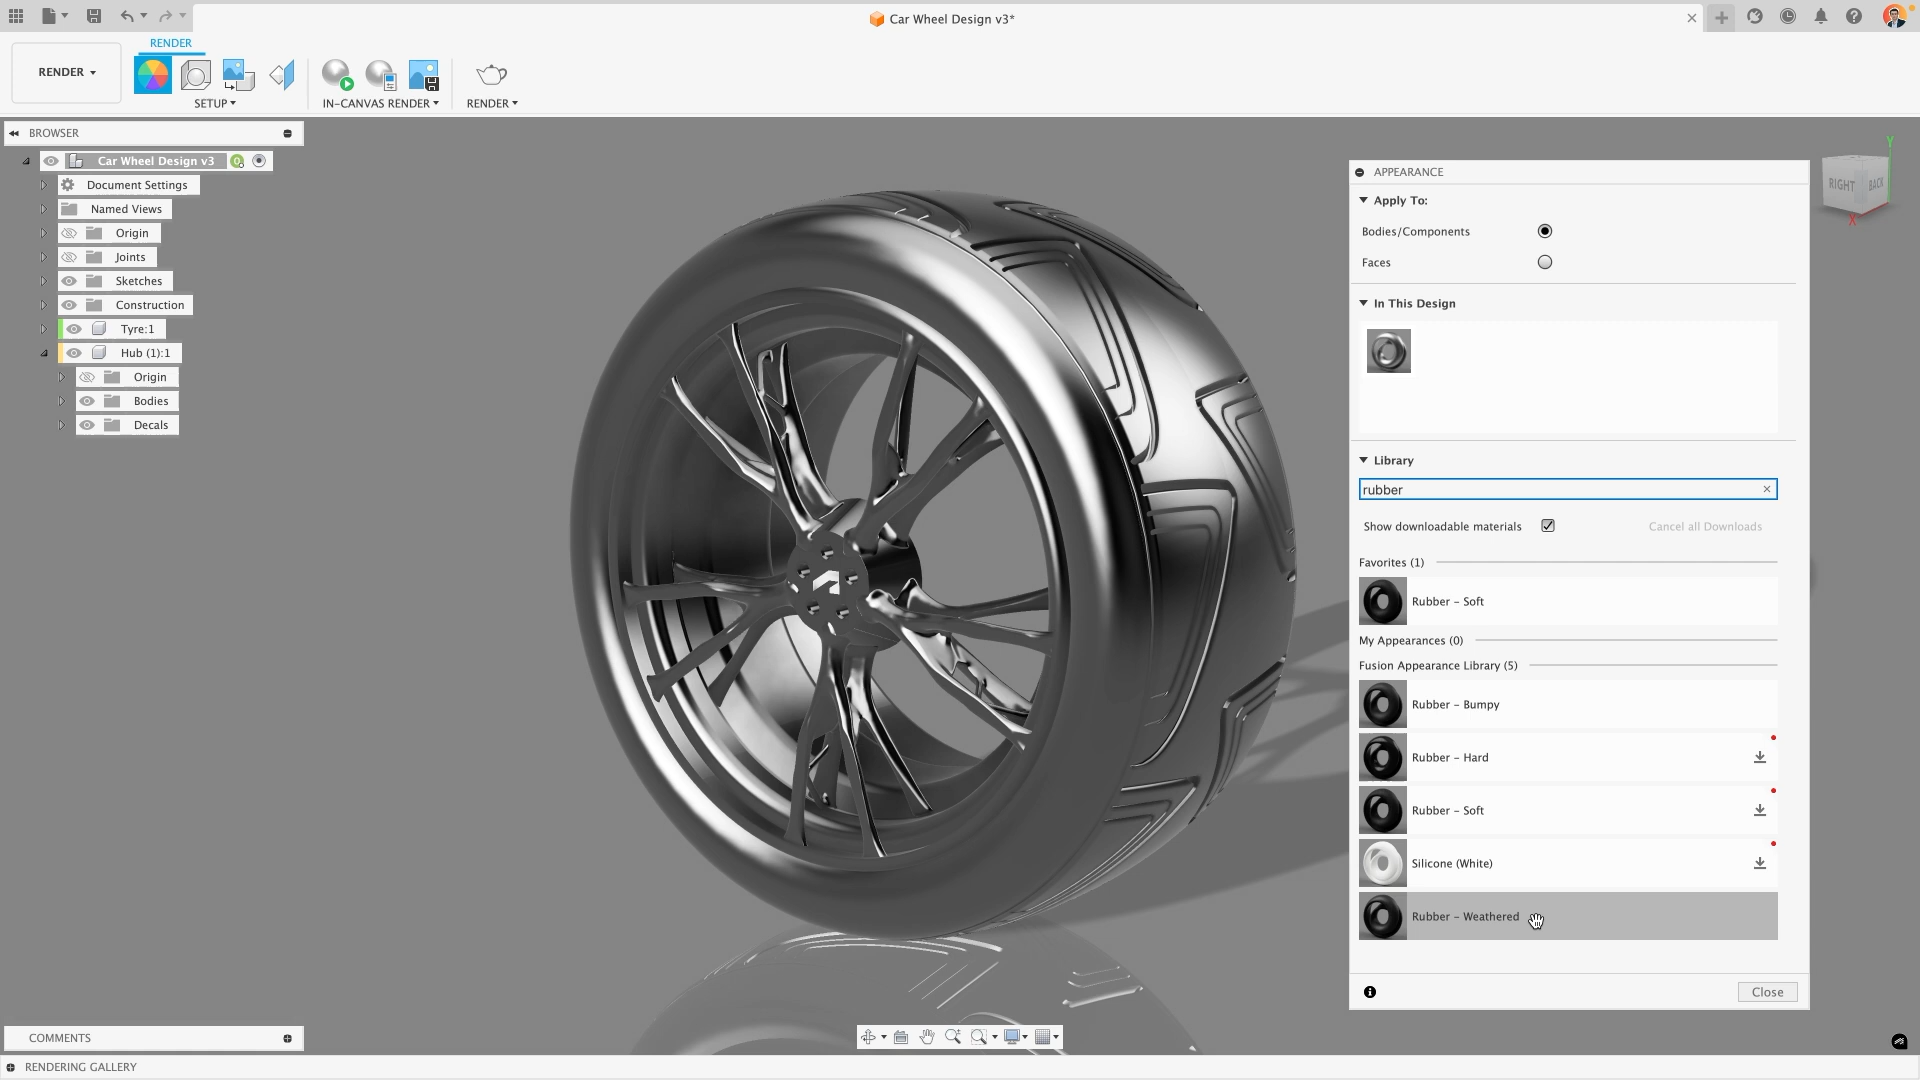 Car Wheel Design v3*
RENDER
RENDER
SETUP
IN-CANVAS RENDER
RENDER
BROWSER
Car Wheel Design v3
Document Settings
Named Views
Origin
Joints
Sketches
Construction
Tyre:1
Hub (1):1
Origin
Bodies
Decals
Y
RIGHT
BACK
X
APPEARANCE
Apply To:
Bodies/Components
Faces
In This Design
Library
rubber
Show downloadable materials
Cancel all Downloads
Favorites (1)
Rubber - Soft
My Appearances (0)
Fusion Appearance Library (5)
Rubber - Bumpy
Rubber - Hard
Rubber - Soft
Silicone (White)
Rubber - Weathered
Close
COMMENTS
RENDERING GALLERY